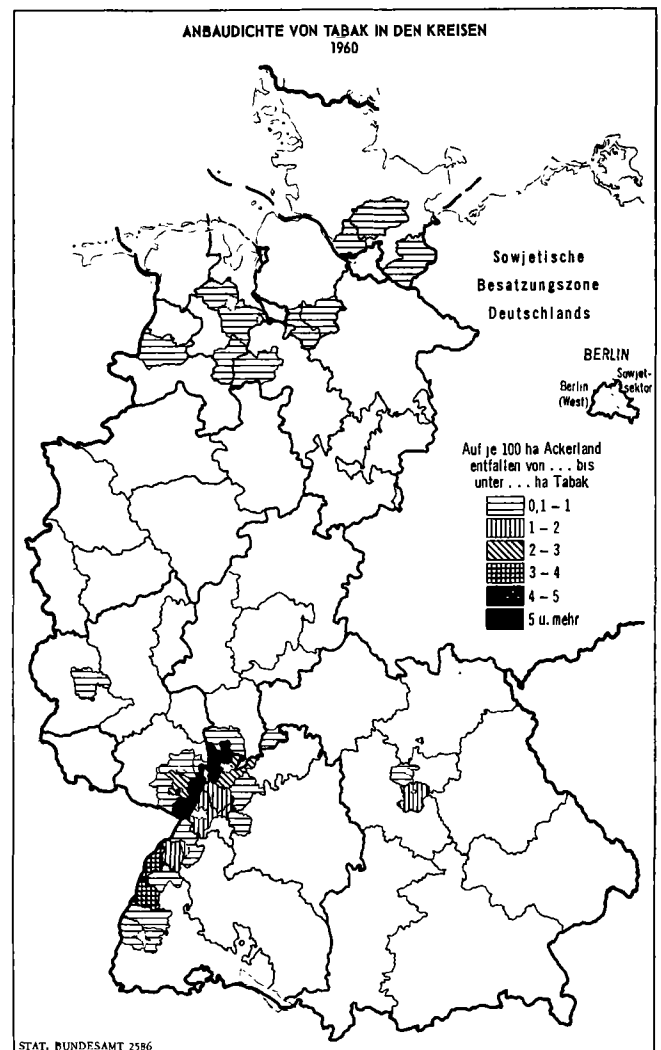 ANBAUDICHTE VON TABAK IN DEN KREISEN
1960
Sowjetische
Besatzungszone
Deutschlands
BERLIN
Sowjet-
sektor
Berlin
(West)
Auf je 100 ha Ackerland
entfallen von ... bis
unter ... ha Tabak
0,1 – 1
1 – 2
2 – 3
3 – 4
4 – 5
5 u. mehr
STAT. BUNDESAMT 2586